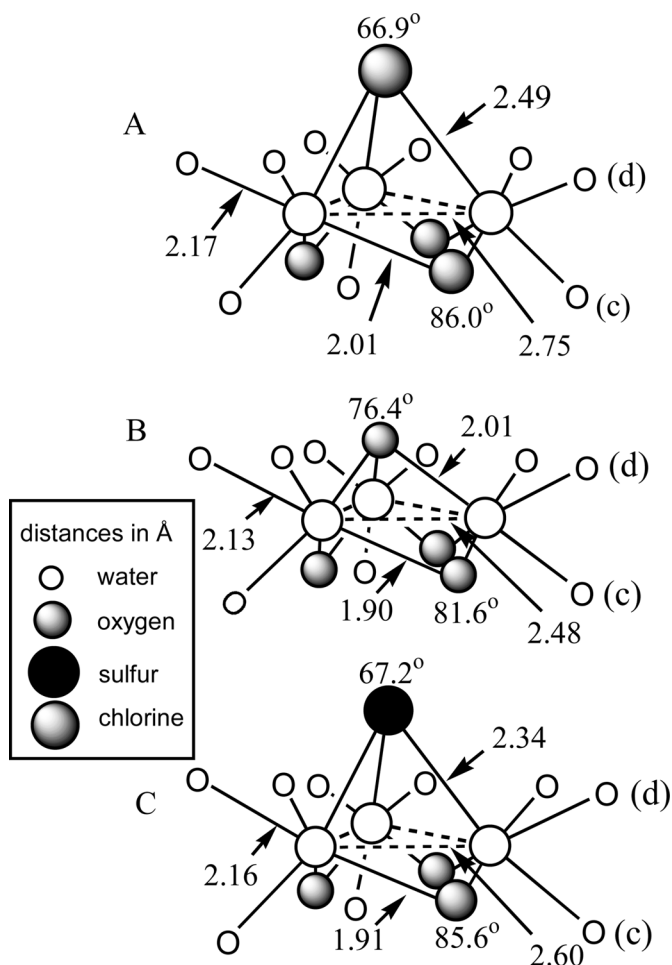 66.9°
A
2.49
O O O O
O (d)
2.17
O O O (c)
86.0°
2.01
2.75
76.4°
B
2.01
O O O O O
O (d)
2.13
O O O (c)
1.90
81.6°
2.48
distances in Å
water
oxygen
sulfur
chlorine
67.2°
2.34
C
O O O O O
O (d)
2.16
O O O (c)
1.91
85.6°
2.60